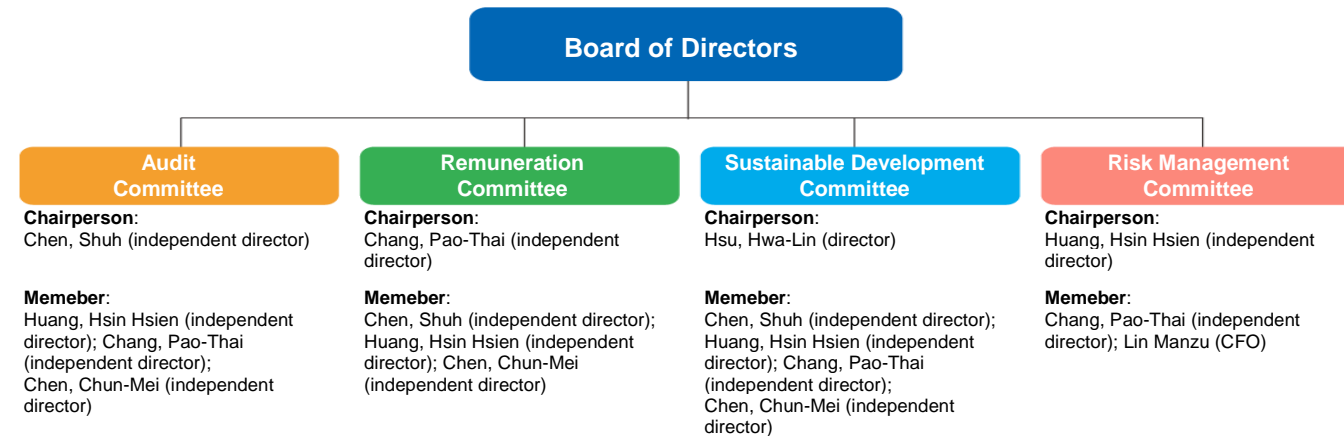 Board of Directors
Audit
Committee
Chairperson:
Chen, Shuh (independent director)
Memeber:
Huang, Hsin Hsien (independent
director); Chang, Pao-Thai
(independent director);
Chen, Chun-Mei (independent
director)
Remuneration
Committee
Chairperson:
Chang, Pao-Thai (independent
director)
Memeber:
Chen, Shuh (independent director);
Huang, Hsin Hsien (independent
director); Chen, Chun-Mei
(independent director)
Sustainable Development
Committee
Chairperson:
Hsu, Hwa-Lin (director)
Memeber:
Chen, Shuh (independent director);
Huang, Hsin Hsien (independent
director); Chang, Pao-Thai
(independent director);
Chen, Chun-Mei (independent
director)
Risk Management
Committee
Chairperson:
Huang, Hsin Hsien (independent
director)
Memeber:
Chang, Pao-Thai (independent
director); Lin Manzu (CFO)